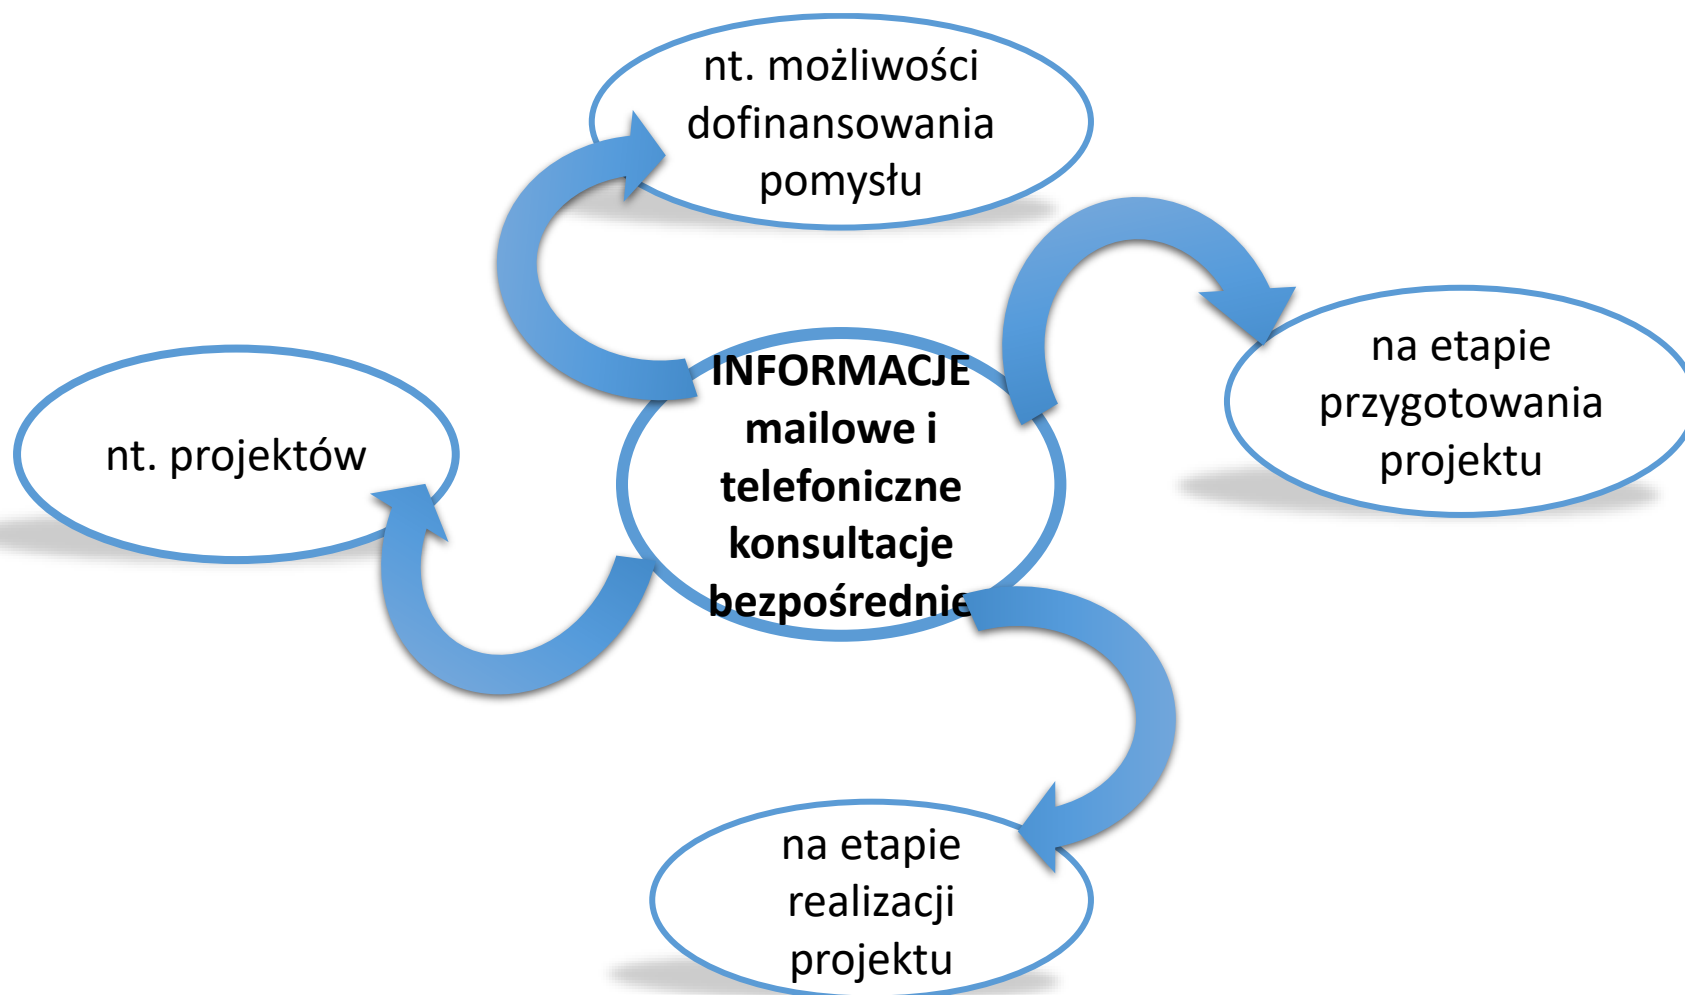 nt. możliwości
dofinansowania
pomysłu
na etapie
przygotowania
projektu
INFORMACJE
mailowe i
telefoniczne
konsultacje
bezpośrednie
nt. projektów
na etapie
realizacji
projektu